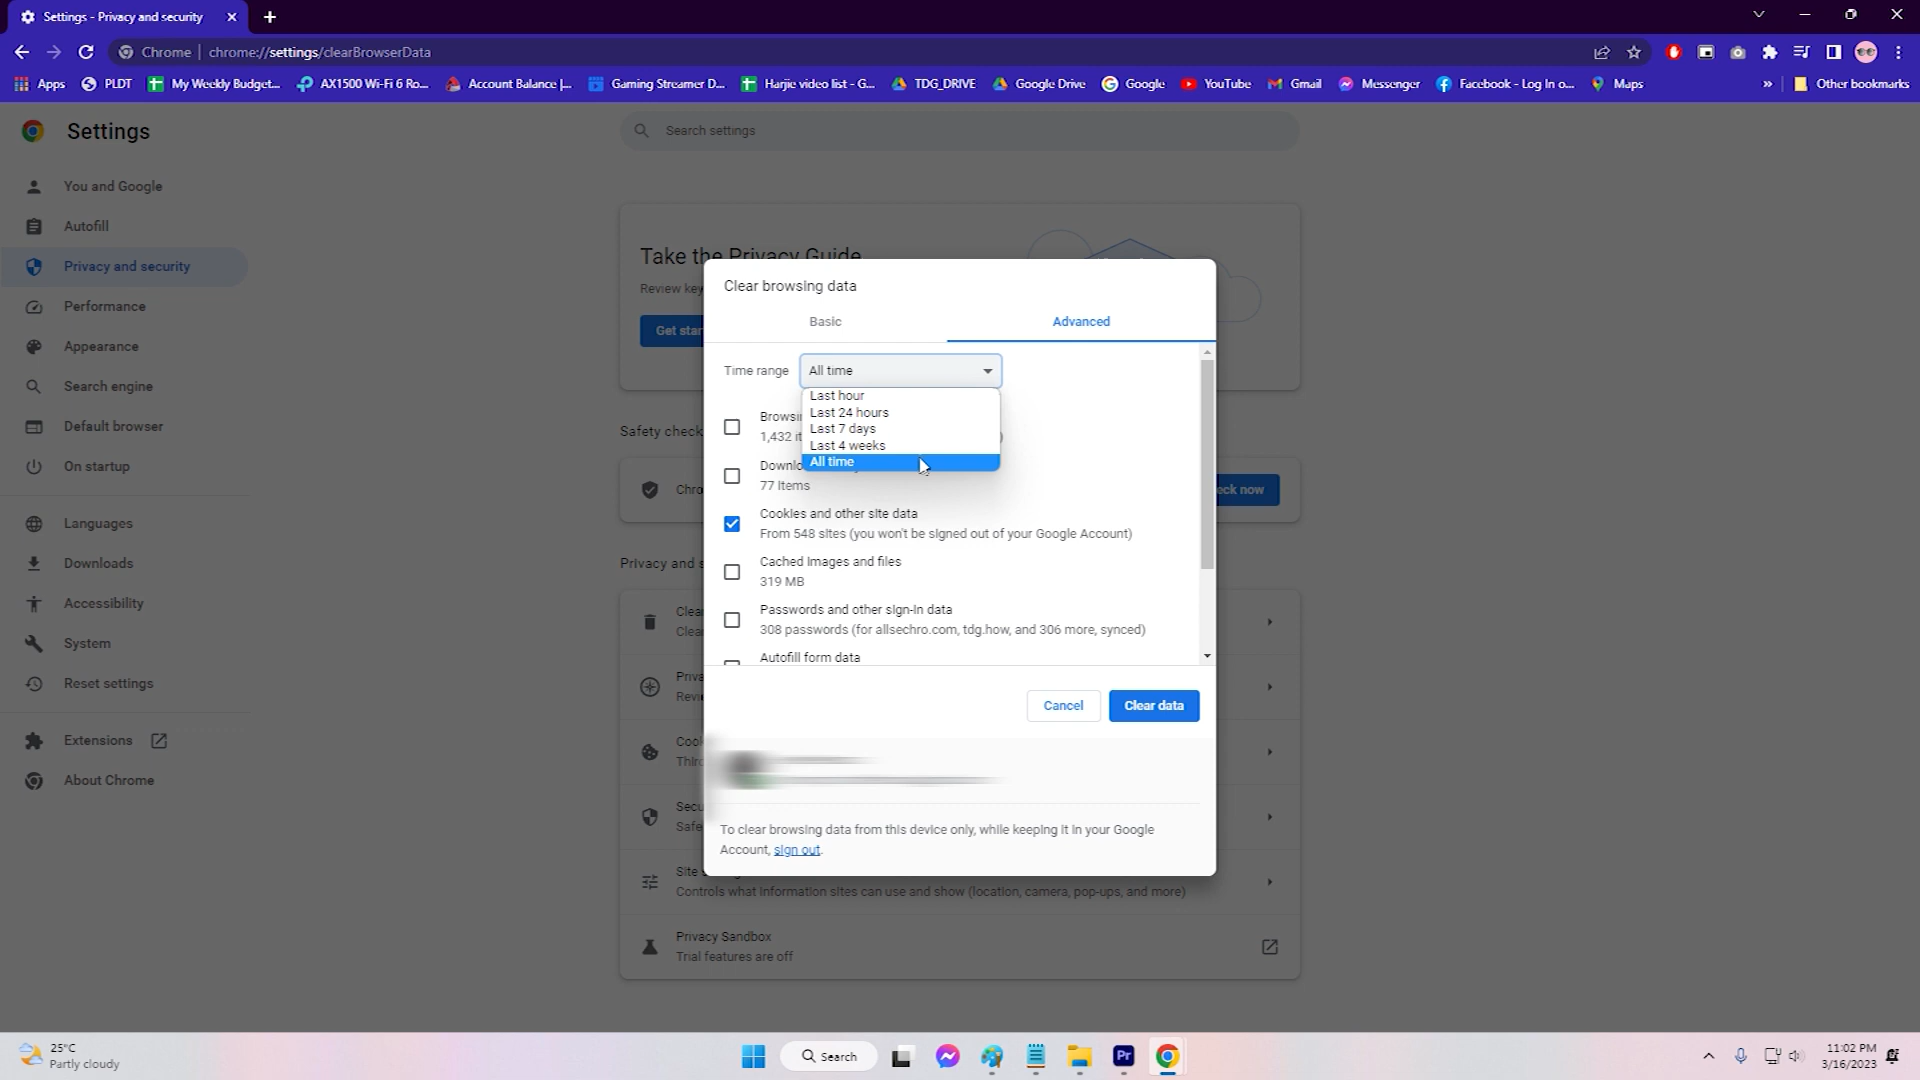 Settings - Privacy and security
Chrome | chrome://settings/clearBrowserData
Apps PLDT My Weekly Budget... AX1500 Wi-Fi 6 Ro... Account Balance |... Gaming Streamer D... Harjie video list - G... TDG_DRIVE Google Drive Google YouTube Gmail Messenger Facebook - Log In o... Maps » Other bookmarks
Settings
Search settings
You and Google
Autofill
Privacy and security
Performance
Appearance
Search engine
Default browser
On startup
Languages
Downloads
Accessibility
System
Reset settings
Extensions
About Chrome
Take the Privacy Guide
Review key
Get star
Safety check
Chro
eck now
Privacy and s
Clea
Clea
Priva
Revi
Cook
Third
Secu
Safe
Site
Controls what information sites can use and show (location, camera, pop-ups, and more)
Privacy Sandbox
Trial features are off
Clear browsing data
Basic
Advanced
Time range All time
Last hour
Last 24 hours
Last 7 days
Last 4 weeks
All time
Browsi
1,432 it
Downlo
77 items
Cookies and other site data
From 548 sites (you won't be signed out of your Google Account)
Cached images and files
319 MB
Passwords and other sign-in data
308 passwords (for allsechro.com, tdg.how, and 306 more, synced)
Autofill form data
Cancel
Clear data
To clear browsing data from this device only, while keeping it in your Google
Account, sign out.
25°C
Partly cloudy
Search
Pr
11:02 PM
3/16/2023